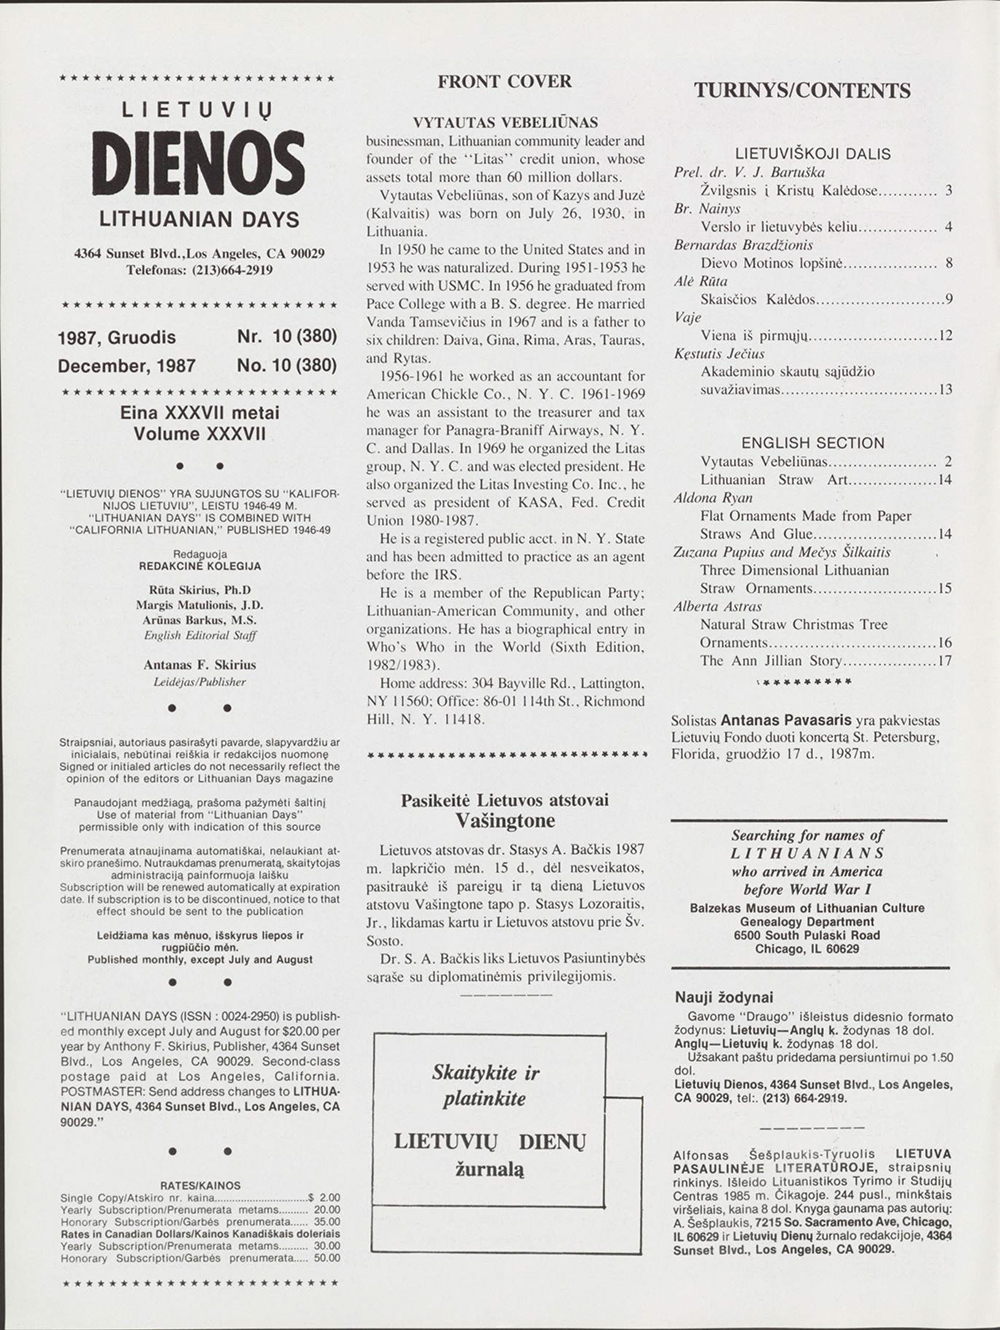 LIETUVIŲ
DIENOS
LITHUANIAN DAYS
4364 Sunset Blvd.,Los Angeles, CA 90029
Telefonas: (213)664-2919
1987, Gruodis Nr. 10 (380)
December, 1987 No. 10 (380)
Eina XXXVII metai
Volume XXXVII
"LIETUVIŲ DIENOS" YRA SUJUNGTOS SU "KALIFOR-
NIJOS LIETUVIU", LEISTU 1946-49 M.
"LITHUANIAN DAYS" IS COMBINED WITH
"CALIFORNIA LITHUANIAN," PUBLISHED 1946-49
Redaguoja
REDAKCINĖ KOLEGIJA
Rūta Skirius, Ph.D
Margis Matulionis, J.D.
Arūnas Barkus, M.S.
English Editorial Staff
Antanas F. Skirius
Leidėjas/Publisher
Straipsniai, autoriaus pasirašyti pavarde, slapyvardžiu ar
inicialais, nebūtinai reiškia ir redakcijos nuomonę
Signed or initialed articles do not necessarily reflect the
opinion of the editors or Lithuanian Days magazine
Panaudojant medžiagą, prašoma pažymėti šaltinį
Use of material from "Lithuanian Days"
permissible only with indication of this source
Prenumerata atnaujinama automatiškai, nelaukiant at-
skiro pranešimo. Nutraukdamas prenumeratą, skaitytojas
administraciją painformuoja laišku
Subscription will be renewed automatically at expiration
date. If subscription is to be discontinued, notice to that
effect should be sent to the publication
Leidžiama kas mėnuo, išskyrus liepos ir
rugpiūčio mėn.
Published monthly, except July and August
"LITHUANIAN DAYS (ISSN : 0024-2950) is publish-
ed monthly except July and August for $20.00 per
year by Anthony F. Skirius, Publisher, 4364 Sunset
Blvd., Los Angeles, CA 90029. Second-class
postage paid at Los Angeles, California.
POSTMASTER: Send address changes to LITHUA-
NIAN DAYS, 4364 Sunset Blvd., Los Angeles, CA
90029."
RATES/KAINOS
Single Copy/Atskiro nr. kaina..............................$ 2.00
Yearly Subscription/Prenumerata metams.......... 20.00
Honorary Subscription/Garbės prenumerata...... 35.00
Rates in Canadian Dollars/Kainos Kanadiškais doleriais
Yearly Subscription/Prenumerata metams.......... 30.00
Honorary Subscription/Garbės prenumerata..... 50.00
FRONT COVER
VYTAUTAS VEBELIŪNAS
businessman, Lithuanian community leader and
founder of the "Litas" credit union, whose
assets total more than 60 million dollars.
Vytautas Vebeliūnas, son of Kazys and Juzė
(Kalvaitis) was born on July 26, 1930, in
Lithuania.
In 1950 he came to the United States and in
1953 he was naturalized. During 1951-1953 he
served with USMC. In 1956 he graduated from
Pace College with a B. S. degree. He married
Vanda Tamsevičius in 1967 and is a father to
six children: Daiva, Gina, Rima, Aras, Tauras,
and Rytas.
1956-1961 he worked as an accountant for
American Chickle Co., N. Y. C. 1961-1969
he was an assistant to the treasurer and tax
manager for Panagra-Braniff Airways, N. Y.
C. and Dallas. In 1969 he organized the Litas
group, N. Y. C. and was elected president. He
also organized the Litas Investing Co. Inc., he
served as president of KASA, Fed. Credit
Union 1980-1987.
He is a registered public acct. in N. Y. State
and has been admitted to practice as an agent
before the IRS.
He is a member of the Republican Party;
Lithuanian-American Community, and other
organizations. He has a biographical entry in
Who's Who in the World (Sixth Edition,
1982/1983).
Home address: 304 Bayville Rd., Lattington,
NY 11560; Office: 86-01 114th St., Richmond
Hill, N. Y. 11418.
Pasikeitė Lietuvos atstovai
Vašingtone
Lietuvos atstovas dr. Stasys A. Bačkis 1987
m. lapkričio mėn. 15 d., dėl nesveikatos,
pasitraukė iš pareigų ir tą dieną Lietuvos
atstovu Vašingtone tapo p. Stasys Lozoraitis,
Jr., likdamas kartu ir Lietuvos atstovu prie Šv.
Sosto.
Dr. S. A. Bačkis liks Lietuvos Pasiuntinybės
sąraše su diplomatinėmis privilegijomis.
Skaitykite ir
platinkite
LIETUVIŲ DIENŲ
žurnalą
TURINYS/CONTENTS
LIETUVIŠKOJI DALIS
Prel. dr. V. J. Bartuška
Žvilgsnis į Kristų Kalėdose............ 3
Br. Nainys
Verslo ir lietuvybės keliu................ 4
Bernardas Brazdžionis
Dievo Motinos lopšinė................... 8
Alė Rūta
Skaisčios Kalėdos..........................9
Vaje
Viena iš pirmųjų..........................12
Kęstutis Ječius
Akademinio skautų sąjūdžio
suvažiavimas................................13
ENGLISH SECTION
Vytautas Vebeliūnas...................... 2
Lithuanian Straw Art..................14
Aldona Ryan
Flat Ornaments Made from Paper
Straws And Glue.........................14
Zuzana Pupius and Mečys Šilkaitis
Three Dimensional Lithuanian
Straw Ornaments.........................15
Alberta Astras
Natural Straw Christmas Tree
Ornaments..................................16
The Ann Jillian Story...................17
Solistas Antanas Pavasaris yra pakviestas
Lietuvių Fondo duoti koncertą St. Petersburg,
Florida, gruodžio 17 d., 1987m.
Searching for names of
LITHUANIANS
who arrived in America
before World War I
Balzekas Museum of Lithuanian Culture
Genealogy Department
6500 South Pulaski Road
Chicago, IL 60629
Nauji žodynai
Gavome "Draugo" išleistus didesnio formato
žodynus: Lietuvių—Anglų k. žodynas 18 dol.
Anglų—Lietuvių k. žodynas 18 dol.
Užsakant paštu pridedama persiuntimui po 1.50
dol.
Lietuvių Dienos, 4364 Sunset Blvd., Los Angeles,
CA 90029, tel:. (213) 664-2919.
Alfonsas Šešplaukis-Tyruolis LIETUVA
PASAULINĖJE LITERATŪROJE, straipsnių
rinkinys. Išleido Lituanistikos Tyrimo ir Studijų
Centras 1985 m. Čikagoje. 244 pusl., minkštais
viršeliais, kaina 8 dol. Knyga gaunama pas autorių:
A. Šešplaukis, 7215 So. Sacramento Ave, Chicago,
IL 60629 ir Lietuvių Dienų žurnalo redakcijoje, 4364
Sunset Blvd., Los Angeles, CA 90029.